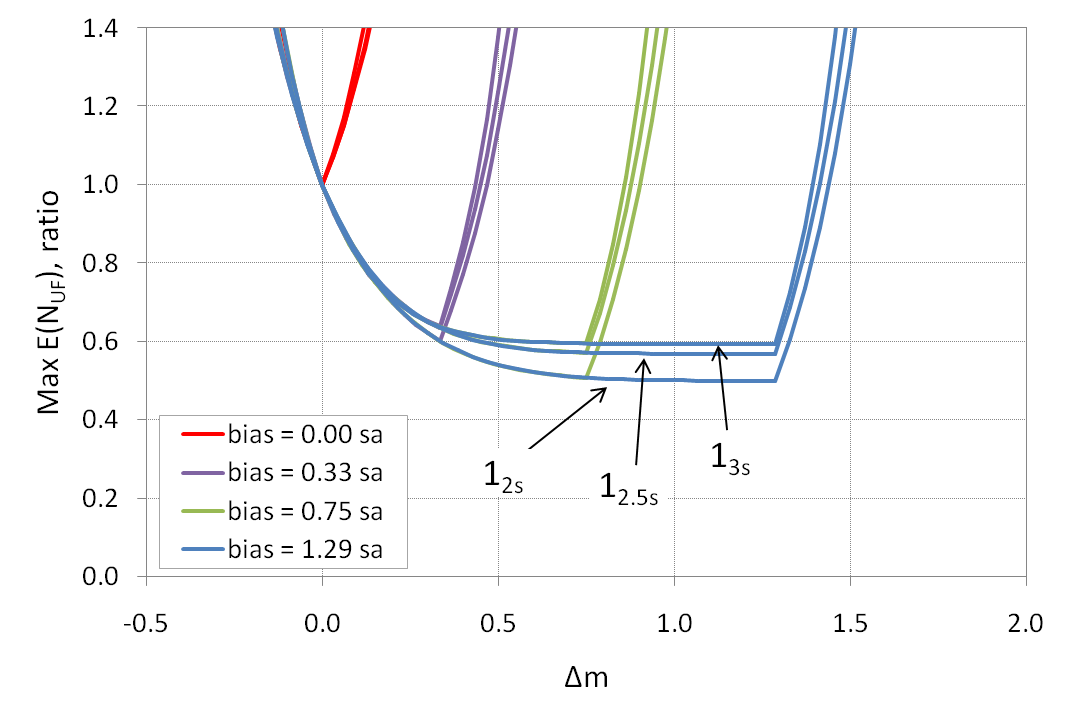 Max E(NUF), ratio
1.4
1.2
1.0
0.8
0.6
0.4
0.2
0.0
bias = 0.00 sa
bias = 0.33 sa
bias = 0.75 sa
bias = 1.29 sa
12s
12.5s
13s
-0.5
0.0
0.5
1.0
1.5
2.0
Δm